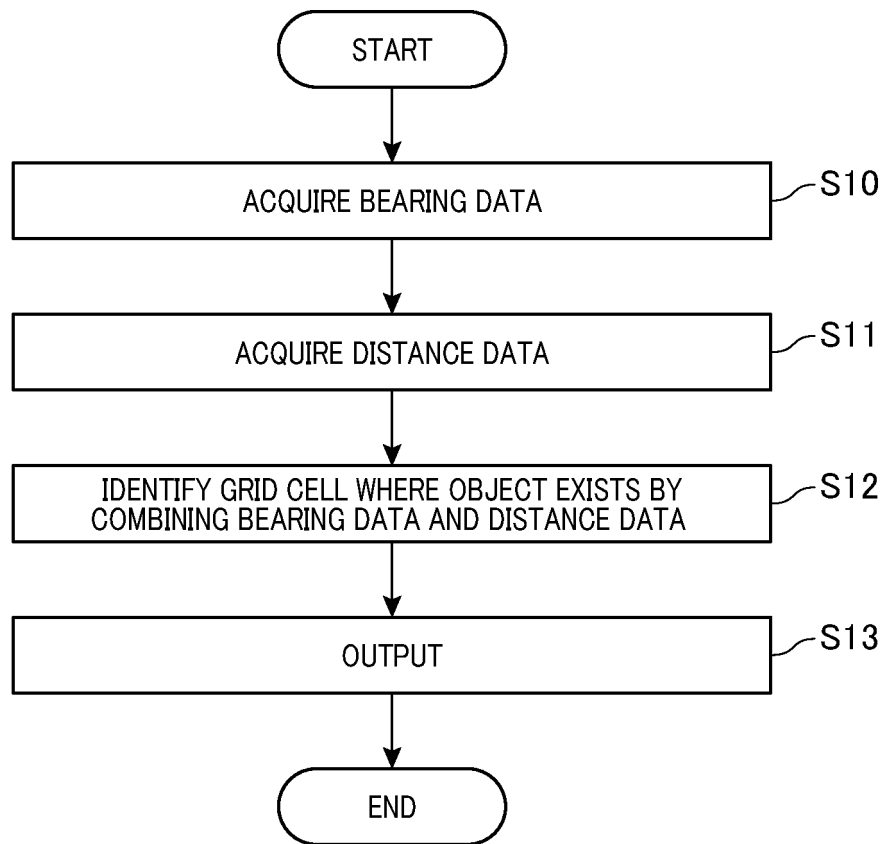 START
ACQUIRE BEARING DATA
S10
ACQUIRE DISTANCE DATA
S11
IDENTIFY GRID CELL WHERE OBJECT EXISTS BY
COMBINING BEARING DATA AND DISTANCE DATA
S12
OUTPUT
S13
END